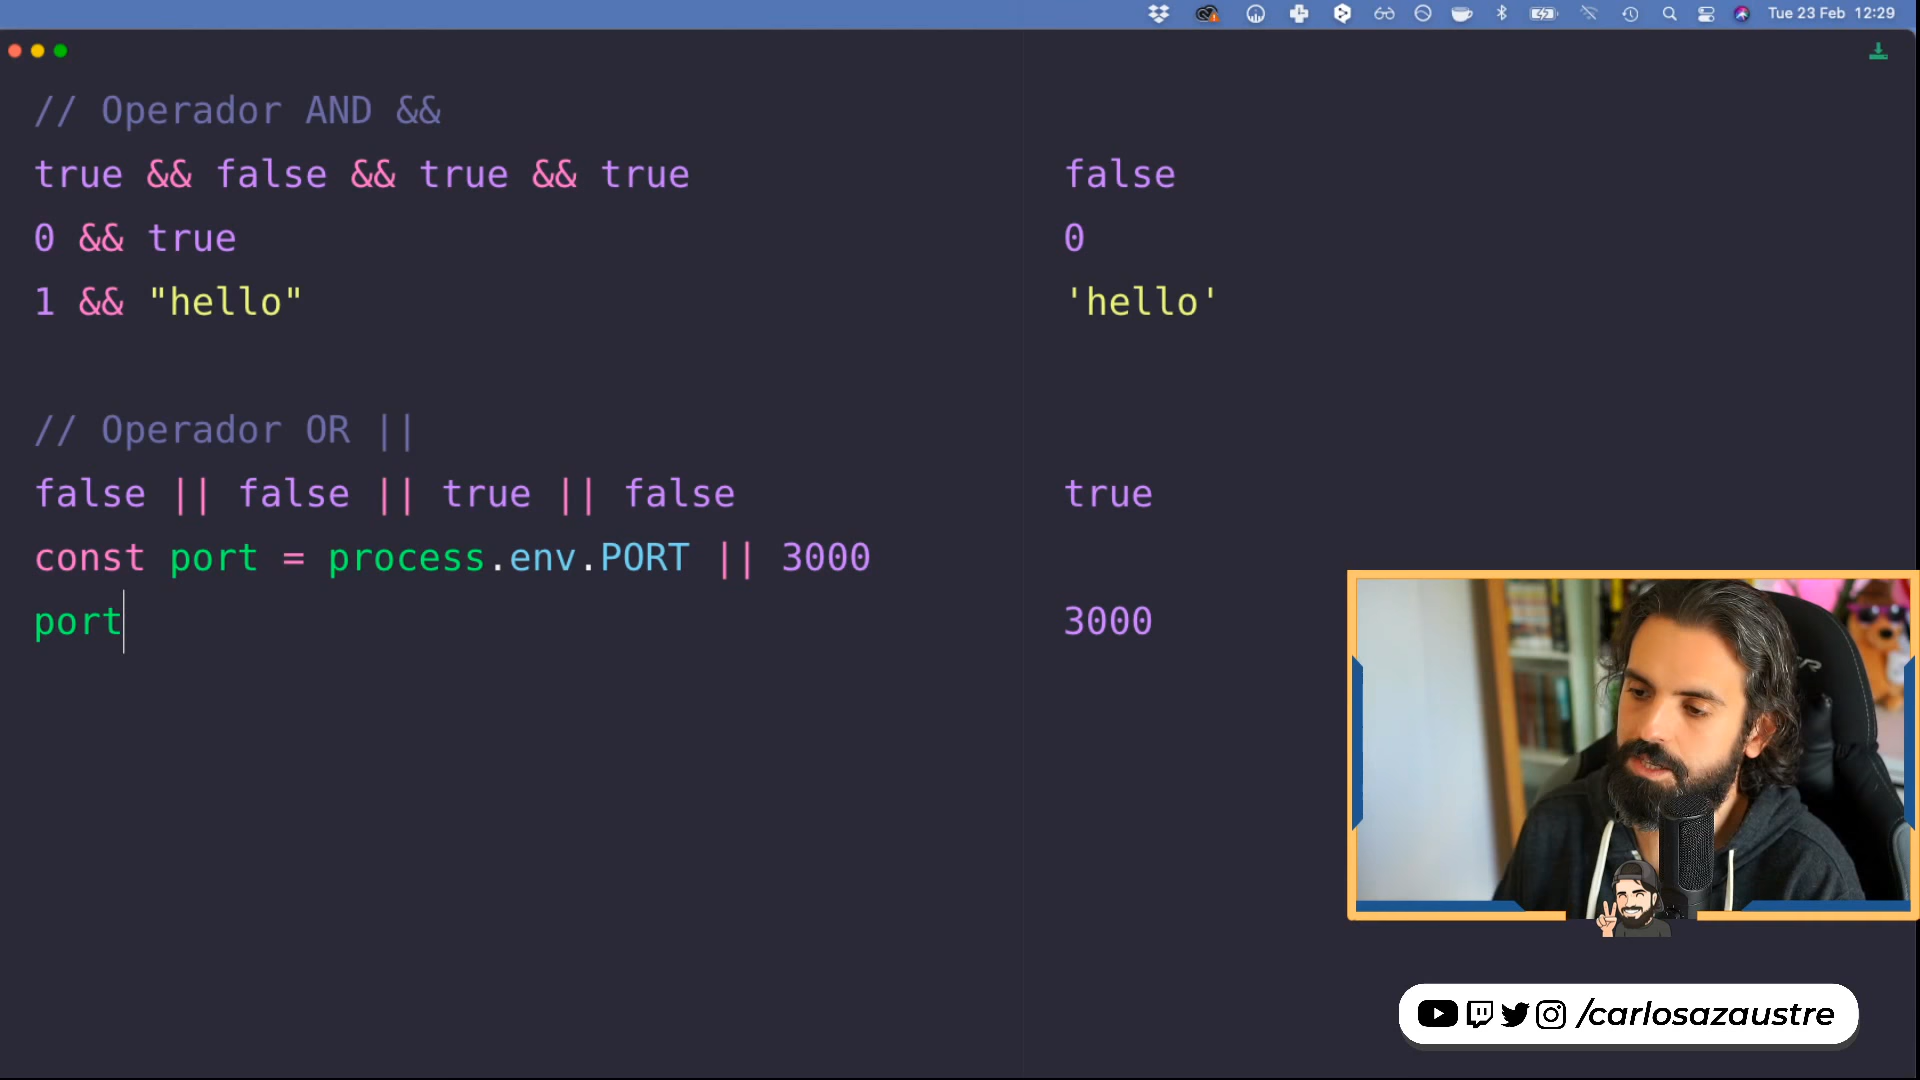 Tue 23 Feb 12:29
// Operador AND &&
true && false && true && true
false
0 && true
0
1 && "hello"
'hello'
// Operador OR ||
false || false || true || false
true
const port = process.env.PORT || 3000
port
3000
/carlosazaustre